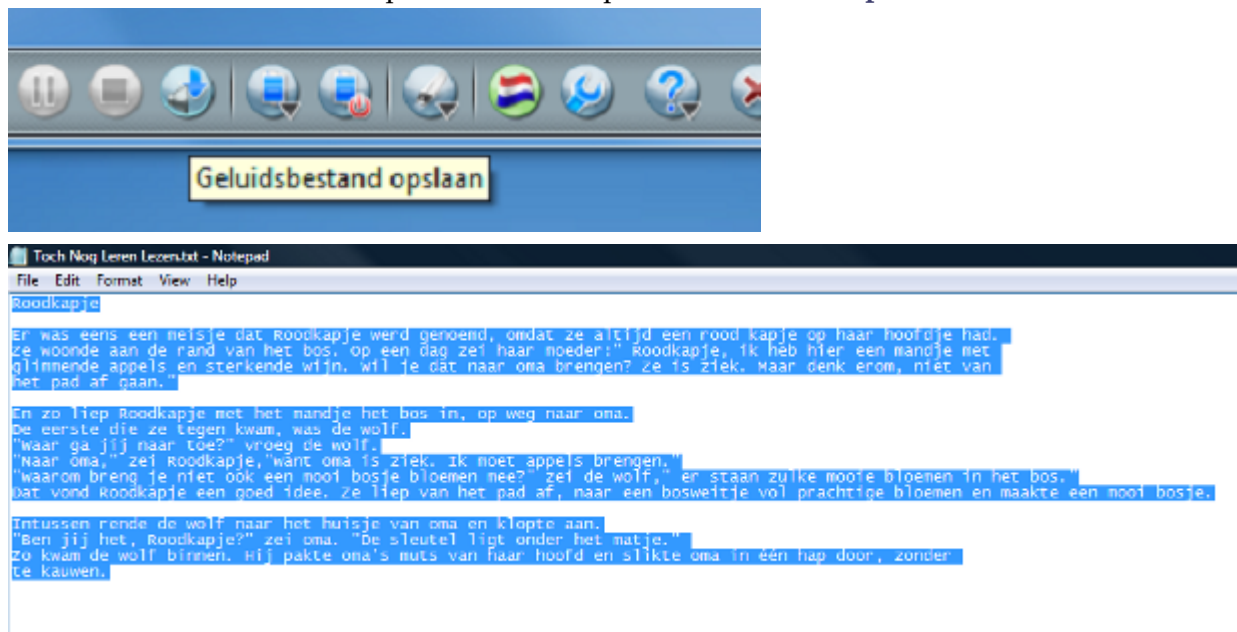 Geluidsbestand opslaan
Toch Nog Leren Lezen.txt - Notepad
File Edit Format View Help
Roodkapje
Er was eens een meisje dat Roodkapje werd genoemd, omdat ze altijd een rood kapje op haar hoofdje had.
Ze woonde aan de rand van het bos. Op een dag zei haar moeder:" Roodkapje, ik heb hier een mandje met
glimmende appels en sterkende wijn. Wil je dat naar oma brengen? Ze is ziek. Maar denk erom, niet van
het pad af gaan."
En zo liep Roodkapje met het mandje het bos in, op weg naar oma.
De eerste die ze tegen kwam, was de wolf.
"Waar ga jij naar toe?" vroeg de wolf.
"Naar oma," zei Roodkapje,"want oma is ziek. Ik moet appels brengen."
"Waarom breng je niet ook een mooi bosje bloemen mee?" zei de wolf," er staan zulke mooie bloemen in het bos."
Dat vond Roodkapje een goed idee. Ze liep van het pad af, naar een bosweitje vol prachtige bloemen en maakte een mooi bosje.
Intussen rende de wolf naar het huisje van oma en klopte aan.
"Ben jij het, Roodkapje?" zei oma. "De sleutel ligt onder het matje."
Zo kwam de wolf binnen. Hij pakte oma's muts van haar hoofd en slikte oma in één hap door, zonder
te kauwen.